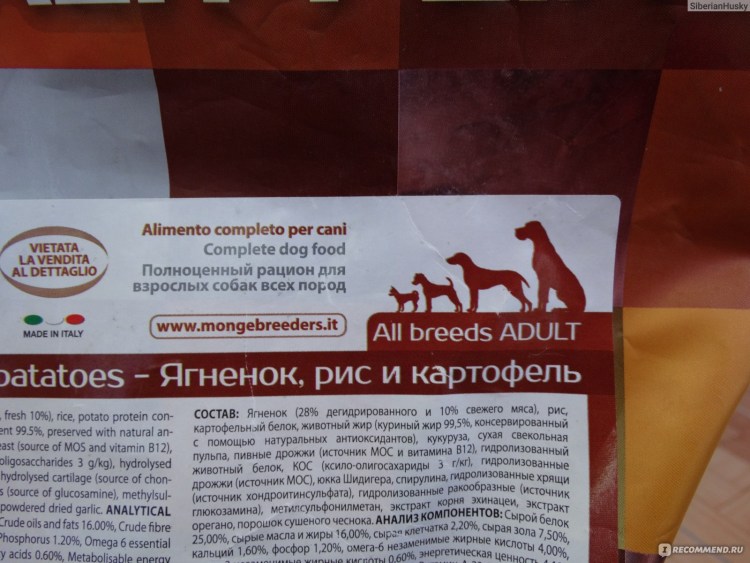 SiberianHusky
VIETATA
LA VENDITA
AL DETTAGLIO
MADE IN ITALY
Alimento completo per cani
Complete dog food
Полноценный рацион для
взрослых собак всех пород
www.mongebreeders.it
All breeds ADULT
patatoes – Ягненок, рис и картофель
fresh 10%), rice, potato protein con-
ent 99.5%, preserved with natural an-
east (source of MOS and vitamin B12),
oligosaccharides 3 g/kg), hydrolysed
hydrolysed cartilage (source of chon-
s (source of glucosamine), methylsul-
powdered dried garlic. ANALYTICAL
Crude oils and fats 16.00%, Crude fibre
Phosphorus 1.20%, Omega 6 essential
y acids 0.60%, Metabolisable energy
СОСТАВ: Ягненок (28% дегидрированного и 10% свежего мяса), рис,
картофельный белок, животный жир (куриный жир 99,5%, консервированный
с помощью натуральных антиоксидантов), кукуруза, сухая свекольная
пульпа, пивные дрожжи (источник МОС и витамина B12), гидролизованный
животный белок, КОС (ксило-олигосахариды 3 г/кг), гидролизованные
дрожжи (источник МОС), юкка Шидигера, спирулина, гидролизованные хрящи
(источник хондроитинсульфата), гидролизованные ракообразные (источник
глюкозамина), метилсульфонилметан, экстракт корня эхинацеи, экстракт
орегано, порошок сушеного чеснока. АНАЛИЗ КОМПОНЕНТОВ: Сырой белок
25,00%, сырые масла и жиры 16,00%, сырая клетчатка 2,20%, сырая зола 7,50%,
кальций 1,60%, фосфор 1,20%, омега-6 незаменимые жирные кислоты 4,00%,
незаменимые жирные кислоты 0,60%, энергетическая ценность
RECOMMEND.RU